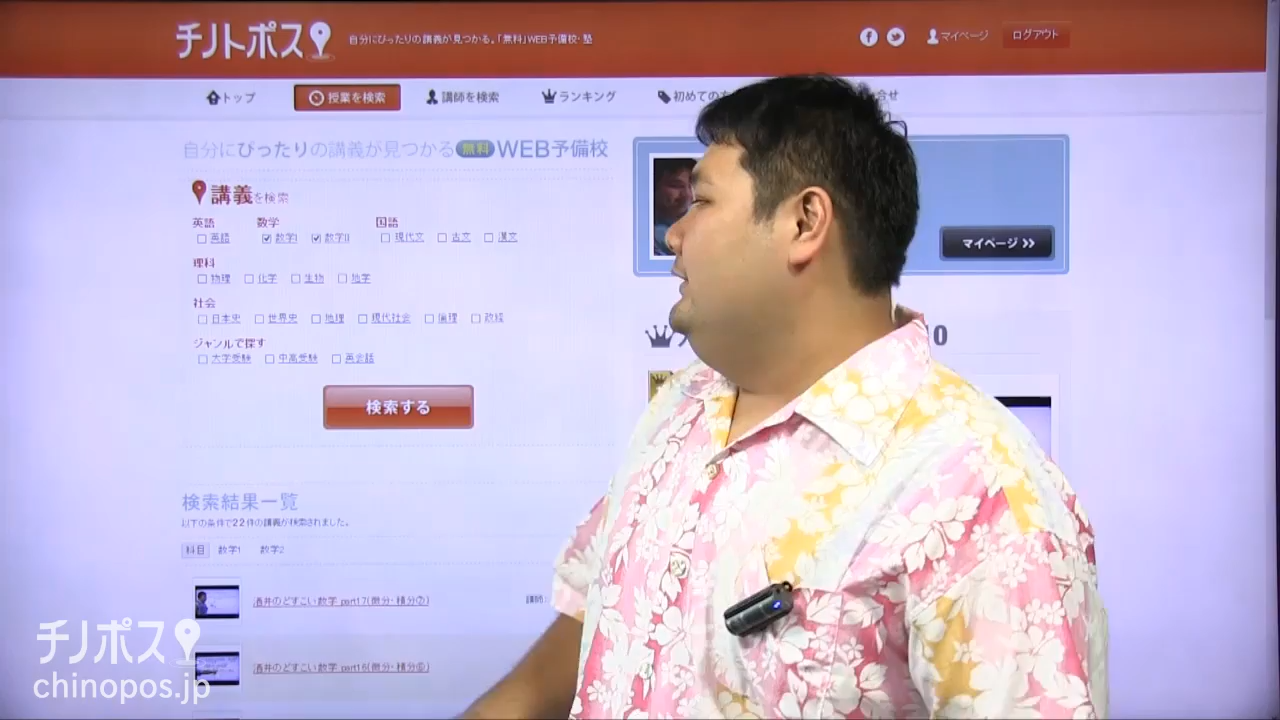 チノトポス
自分にぴったりの講義が見つかる。「無料」WEB予備校・塾
マイページ
ログアウト
トップ
授業を検索
講師を検索
ランキング
初めての
合せ
自分にぴったりの講義が見つかる 無料 WEB予備校
講義を検索
英語 数学 国語
英語 数学I 数学II 現代文 古文 漢文
理科
物理 化学 生物 地学
社会
日本史 世界史 地理 現代社会 倫理 政経
ジャンルで探す
大学受験 中高受験 英会話
検索する
マイページ
10
検索結果一覧
以下の条件で22件の講義が検索されました。
科目 数学1 数学2
酒井のどすこい数学 part17(微分・積分⑦)
講師:
酒井のどすこい数学 part16(微分・積分⑥)
チノポス
chinopos.jp